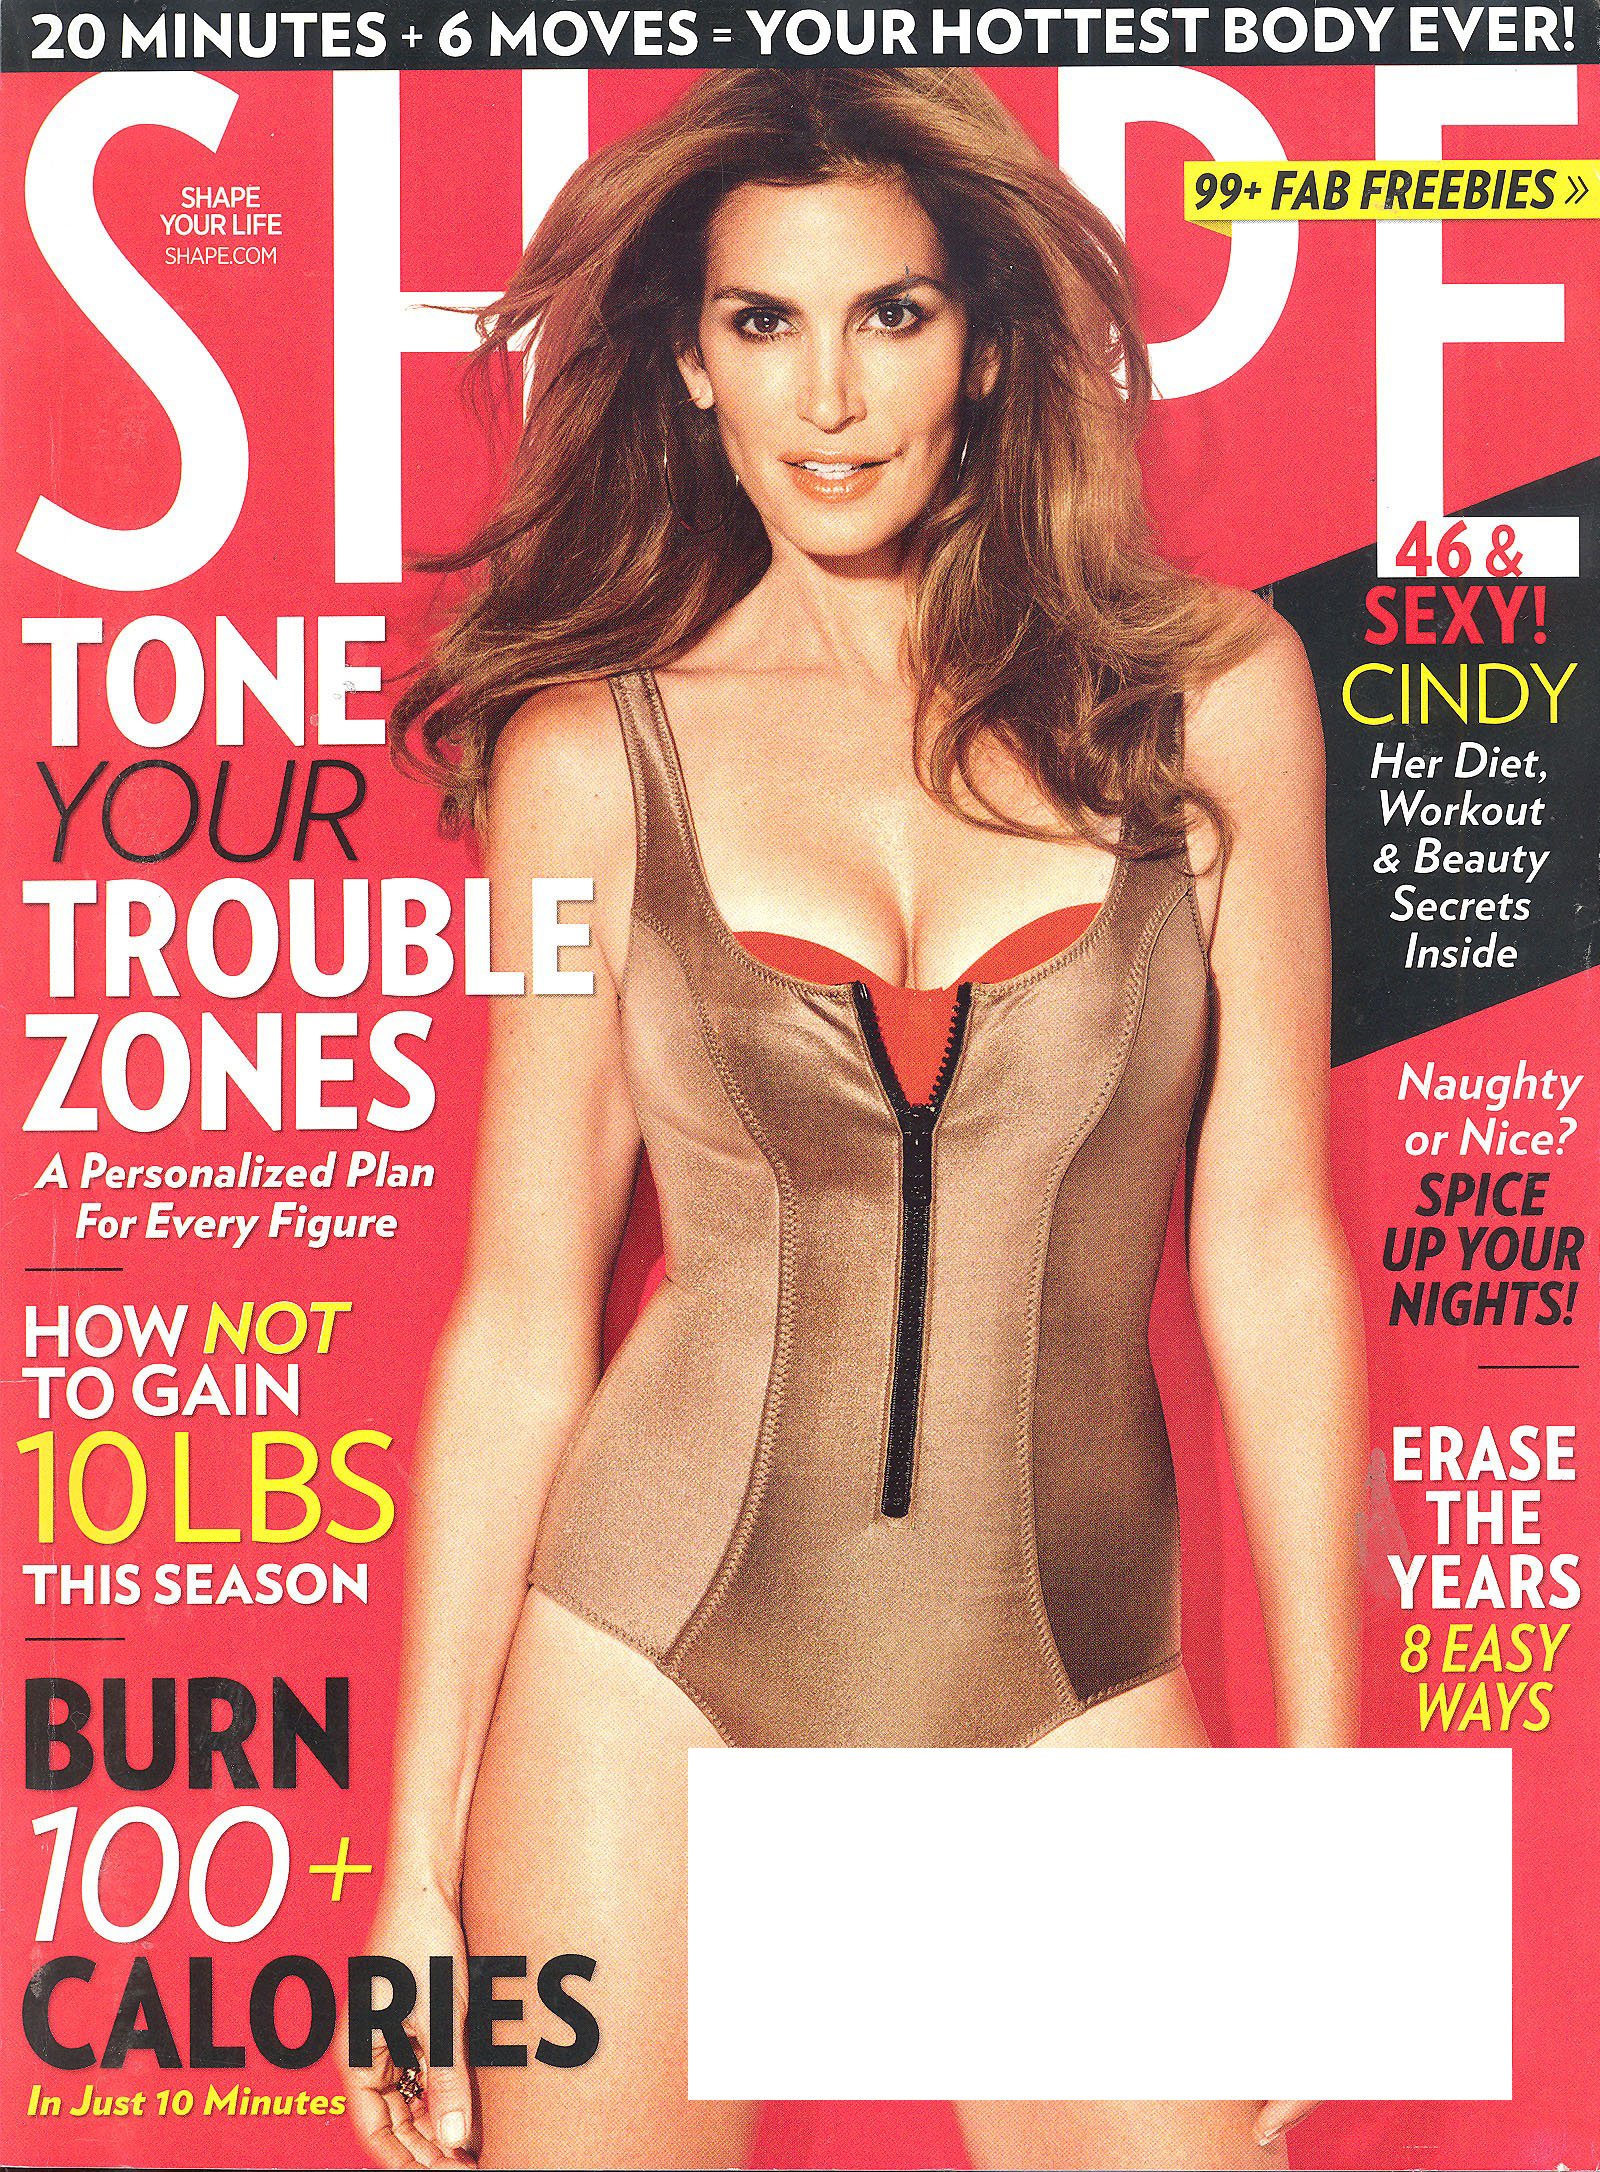 20 MINUTES + 6 MOVES = YOUR HOTTEST BODY EVER!
SHAPE
SHAPE
YOUR LIFE
SHAPE.COM
99+ FAB FREEBIES »
TONE
YOUR
TROUBLE
ZONES
A Personalized Plan
For Every Figure
HOW NOT
TO GAIN
10 LBS
THIS SEASON
BURN
100+
CALORIES
In Just 10 Minutes
46 &
SEXY!
CINDY
Her Diet,
Workout
& Beauty
Secrets
Inside
Naughty
or Nice?
SPICE
UP YOUR
NIGHTS!
ERASE
THE
YEARS
8 EASY
WAYS